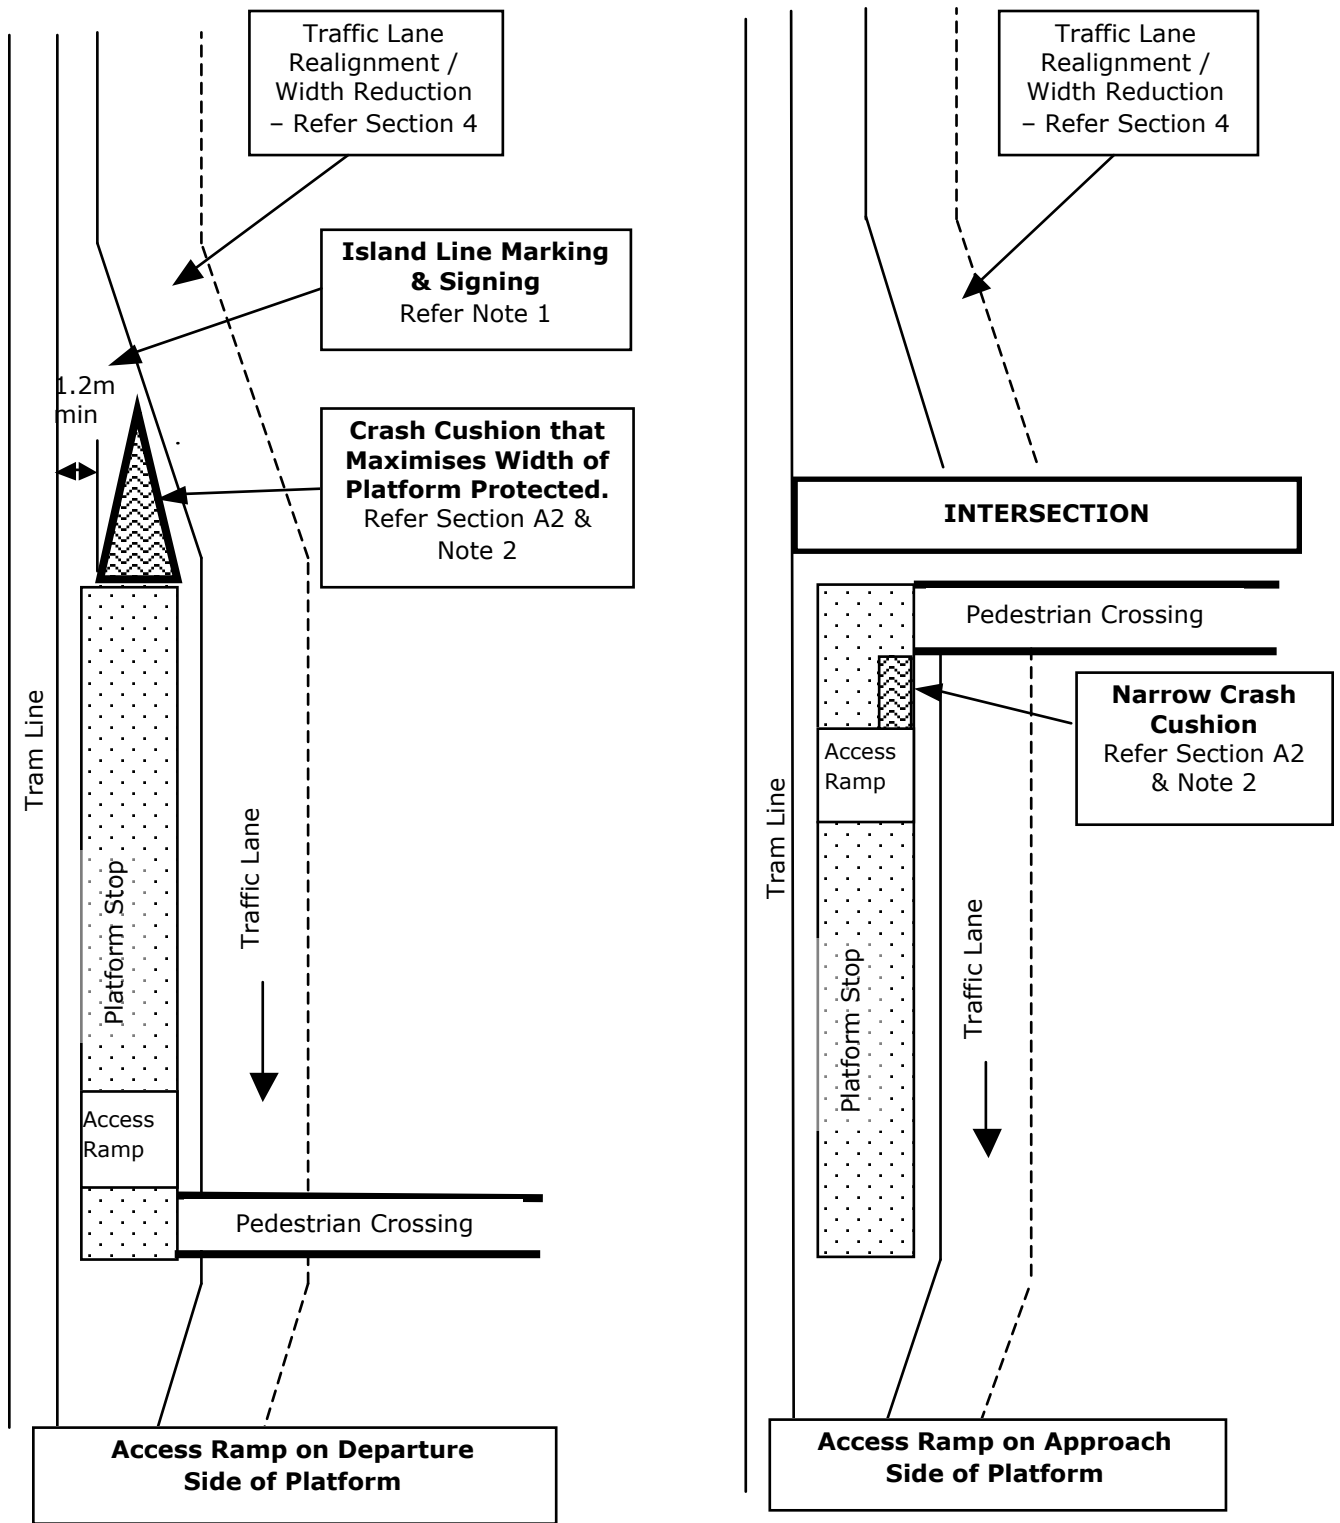 Traffic Lane
Realignment /
Width Reduction
– Refer Section 4
Island Line Marking
& Signing
Refer Note 1
1.2m
min
Crash Cushion that
Maximises Width of
Platform Protected.
Refer Section A2 &
Note 2
Tram Line
Platform Stop
Traffic Lane
Access
Ramp
Pedestrian Crossing
Access Ramp on Departure
Side of Platform
Traffic Lane
Realignment /
Width Reduction
– Refer Section 4
INTERSECTION
Pedestrian Crossing
Narrow Crash
Cushion
Refer Section A2
& Note 2
Access
Ramp
Tram Line
Platform Stop
Traffic Lane
Access Ramp on Approach
Side of Platform